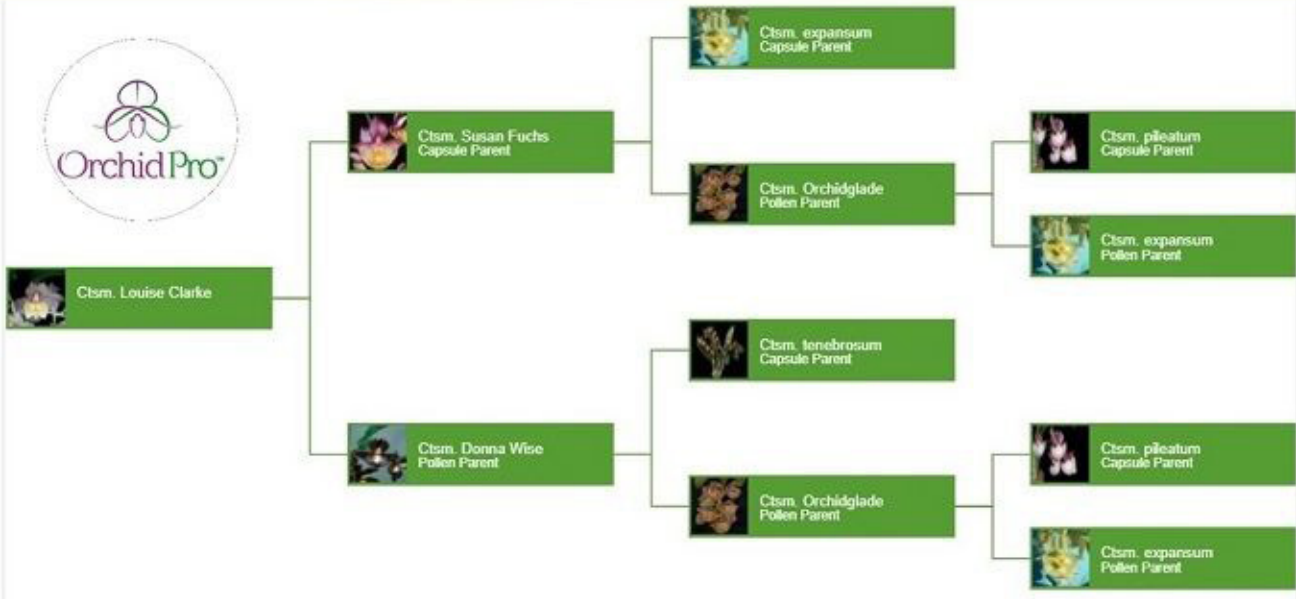 Ctsm. expansum
Capsule Parent
OrchidPro™
Ctsm. Susan Fuchs
Capsule Parent
Ctsm. pileatum
Capsule Parent
Ctsm. Orchidglade
Pollen Parent
Ctsm. expansum
Pollen Parent
Ctsm. Louise Clarke
Ctsm. tenebrosum
Capsule Parent
Ctsm. Donna Wise
Pollen Parent
Ctsm. pileatum
Capsule Parent
Ctsm. Orchidglade
Pollen Parent
Ctsm. expansum
Pollen Parent